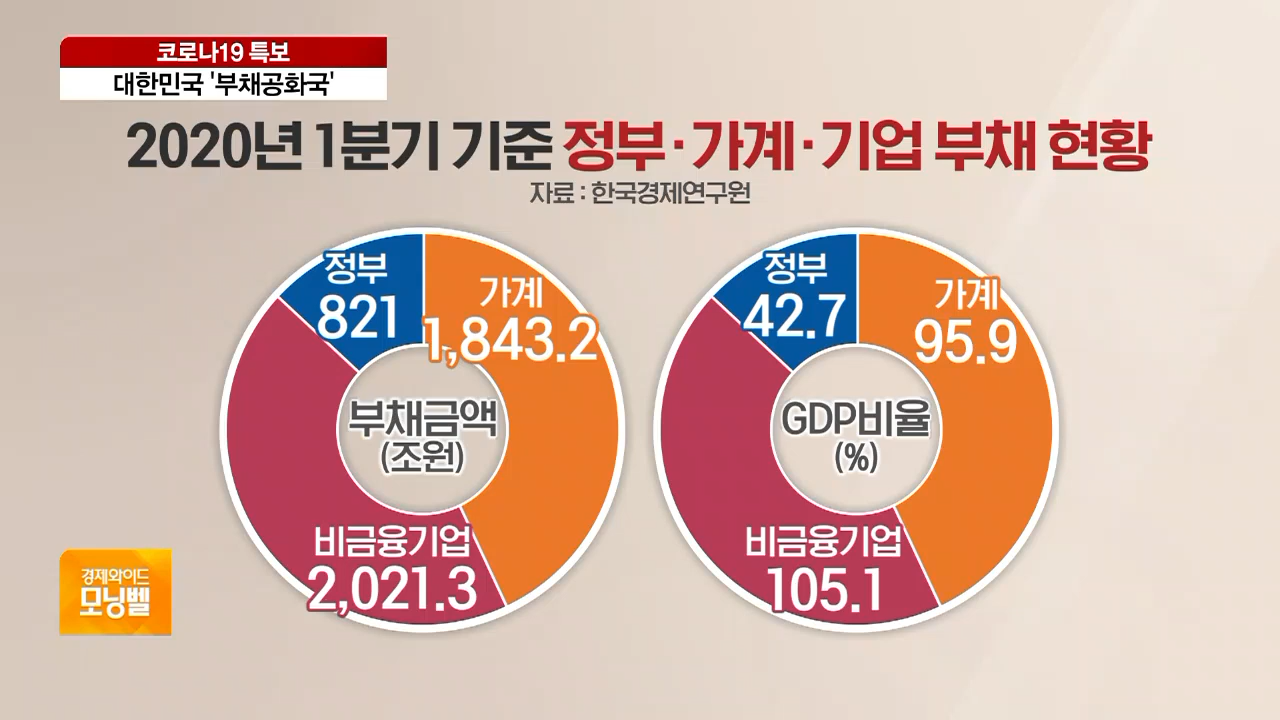 코로나19 특보
대한민국 '부채공화국'
2020년 1분기 기준 정부·가계·기업 부채 현황
자료 : 한국경제연구원
정부
821
가계
1,843.2
부채금액
(조원)
비금융기업
2,021.3
정부
42.7
가계
95.9
GDP비율
(%)
비금융기업
105.1
경제와이드
모닝벨